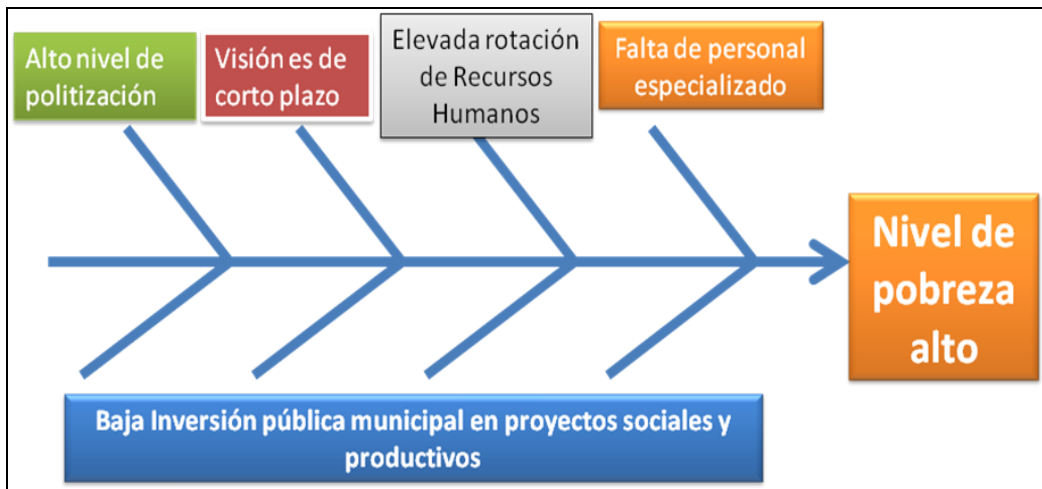 Alto nivel de
politización
Visión es de
corto plazo
Elevada rotación
de Recursos
Humanos
Falta de personal
especializado
Nivel de
pobreza
alto
Baja Inversión pública municipal en proyectos sociales y
productivos